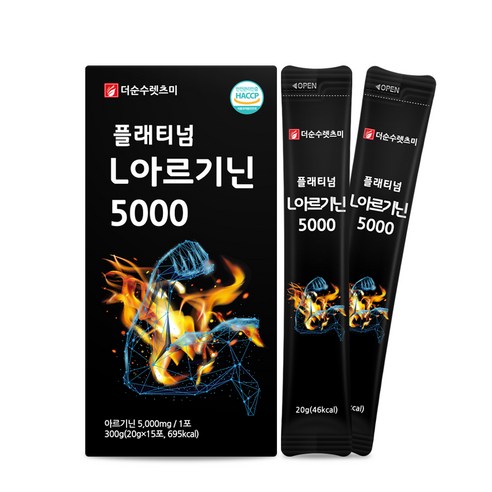 더순수렛츠미
HACCP
플래티넘
L아르기닌
5000
아르기닌 5,000mg / 1포
300g(20g×15포, 695kcal)
◁OPEN
더순수렛츠미
플래티넘
L아르기닌
5000
20g(46kcal)
◁OPEN
더순수렛츠미
플래티넘
L아르기닌
5000